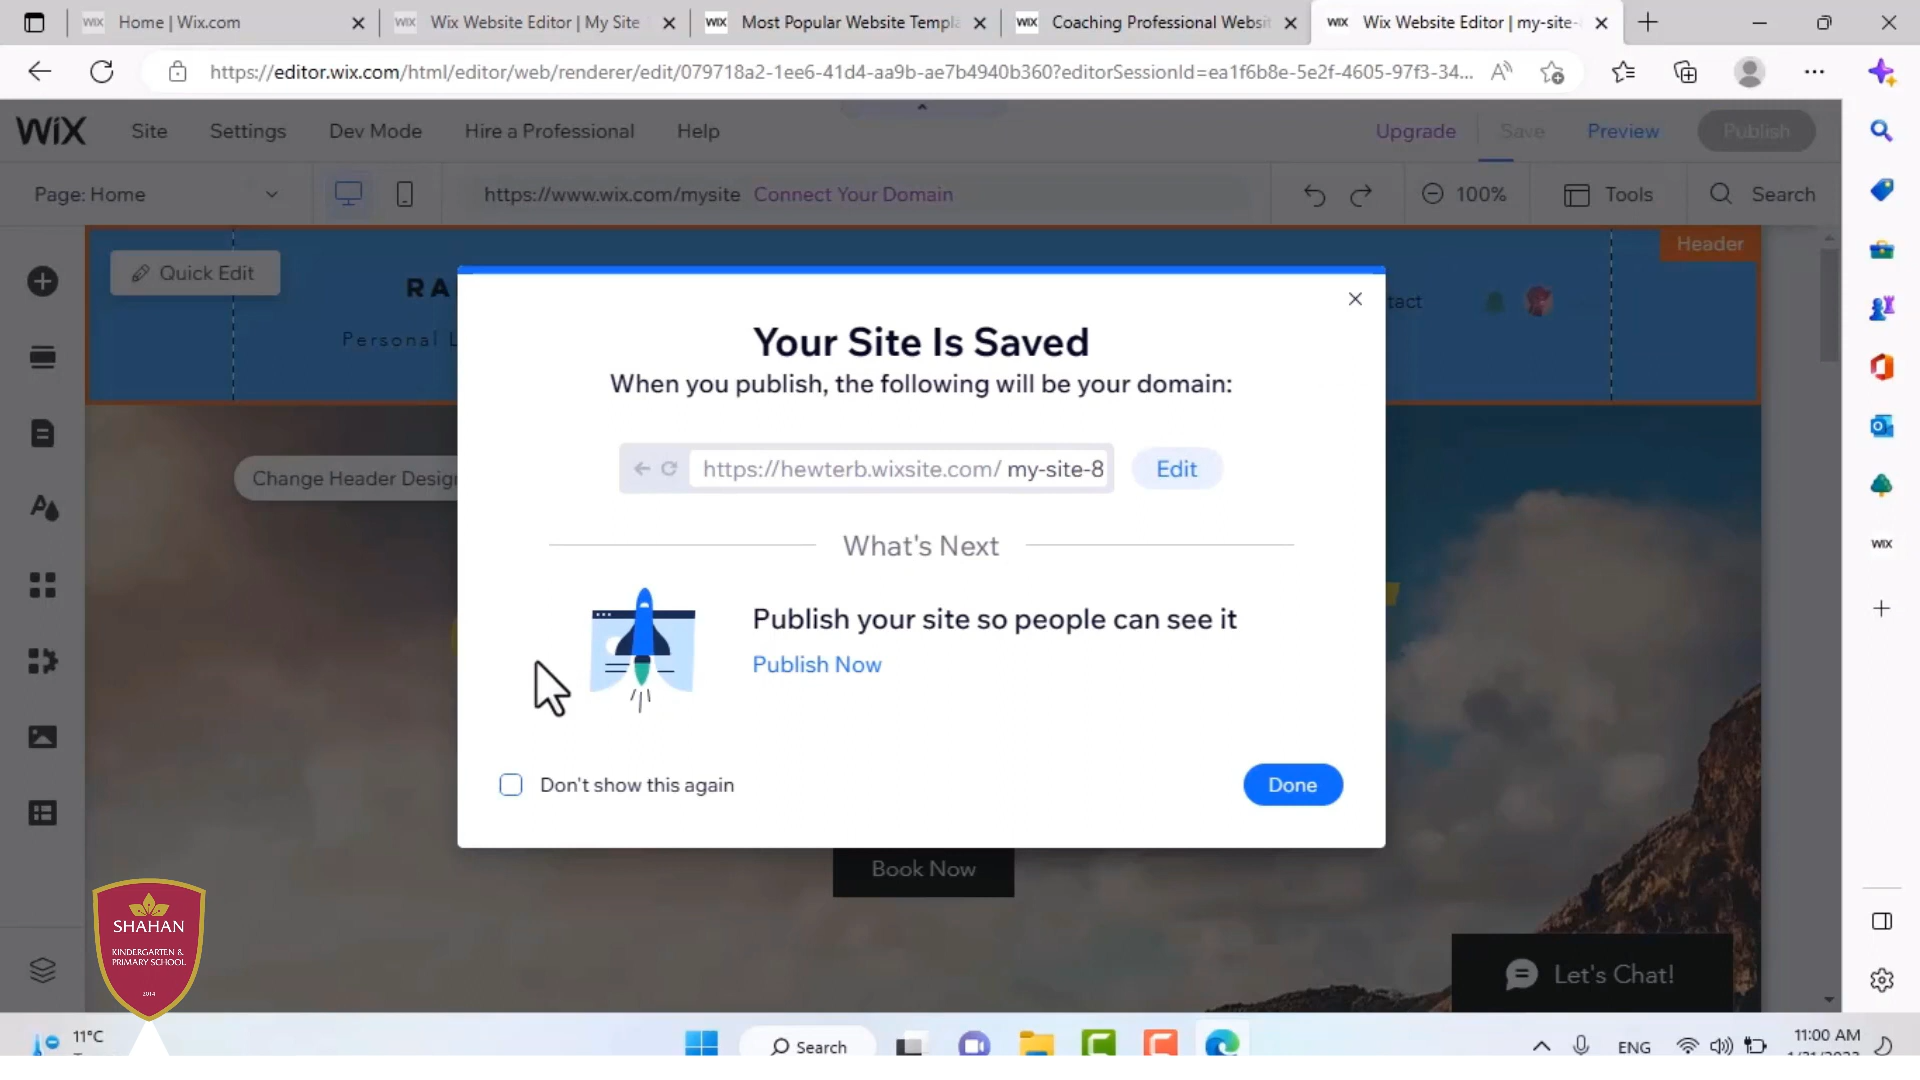 Home | Wix.com
Wix Website Editor | My Site
Most Popular Website Templa
Coaching Professional Websit
Wix Website Editor | my-site-
https://editor.wix.com/html/editor/web/renderer/edit/079718a2-1ee6-41d4-aa9b-ae7b4940b360?editorSessionId=ea1f6b8e-5e2f-4605-97f3-34...
WiX Site Settings Dev Mode Hire a Professional Help Upgrade Save Preview Publish
Page: Home https://www.wix.com/mysite Connect Your Domain 100% Tools Search
Header
Quick Edit
RA
Personal L
tact
Change Header Design
Your Site Is Saved
When you publish, the following will be your domain:
https://hewterb.wixsite.com/ my-site-8 Edit
What's Next
Publish your site so people can see it
Publish Now
Don't show this again Done
Book Now
Let's Chat!
SHAHAN
KINDERGARTEN &
PRIMARY SCHOOL
2014
11°C
Search
ENG
11:00 AM